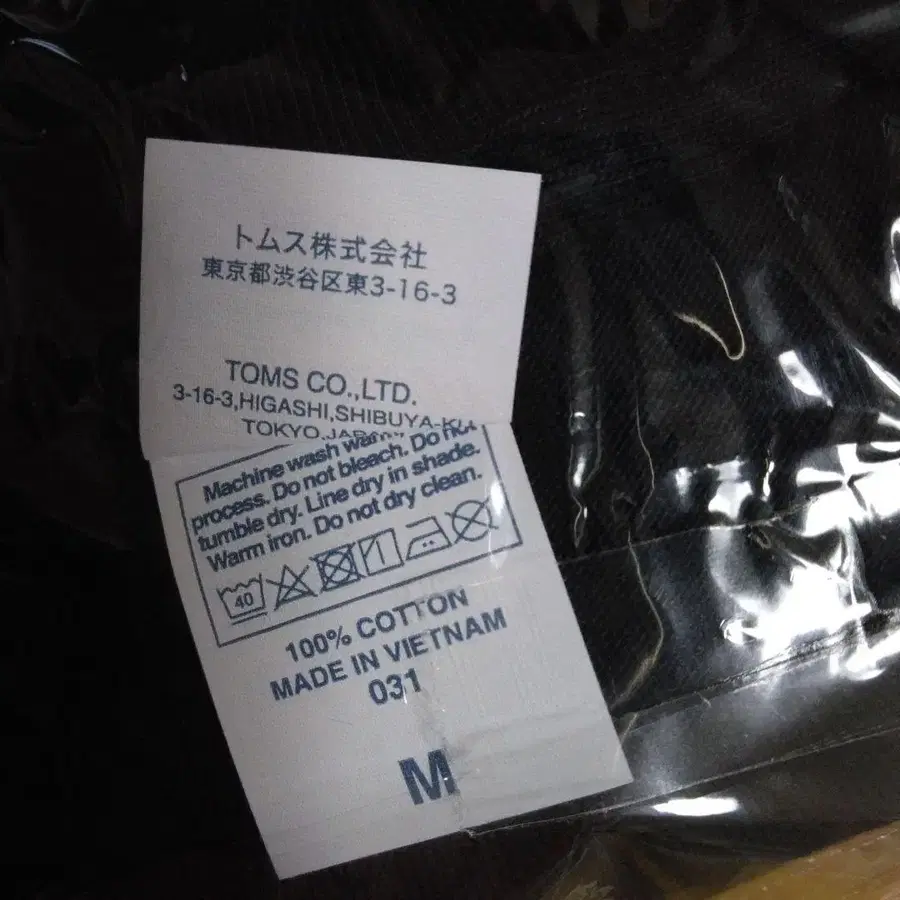 トムス株式会社
東京都渋谷区東3-16-3
TOMS CO.,LTD.
3-16-3,HIGASHI,SHIBUYA-KU
TOKYO,JAPAN
Machine wash warm
process. Do not bleach. Do not
tumble dry. Line dry in shade.
Warm iron. Do not dry clean.
40
100% COTTON
MADE IN VIETNAM
031
M